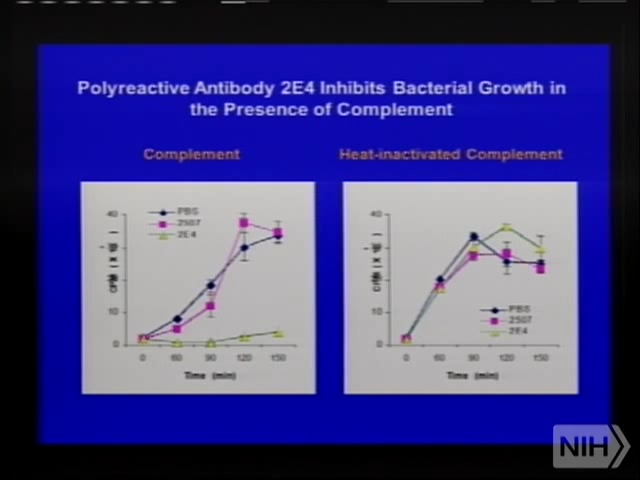 Polyreactive Antibody 2E4 Inhibits Bacterial Growth in
the Presence of Complement
Complement
Heat-inactivated Complement
40
20
10
0
PBS
2507
2E4
0 60 90 120 150
Time (min)
40
20
10
0
PBS
2507
2E4
0 60 90 120 150
Time (min)
NIH